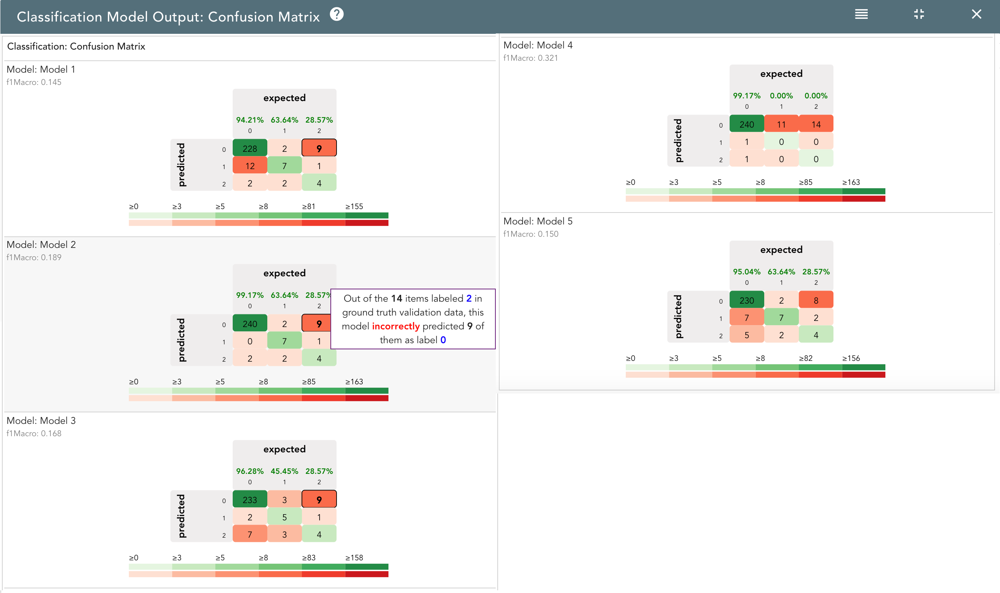 Classification Model Output: Confusion Matrix ?
Classification: Confusion Matrix
Model: Model 1
f1Macro: 0.145
expected
94.21% 63.64% 28.57%
0 1 2
predicted
0 228 2 9
1 12 7 1
2 2 2 4
≥0 ≥3 ≥5 ≥8 ≥81 ≥155
Model: Model 2
f1Macro: 0.189
expected
99.17% 63.64% 28.57%
0 1 2
predicted
0 240 2 9
1 0 7 1
2 2 2 4
Out of the 14 items labeled 2 in
ground truth validation data, this
model incorrectly predicted 9 of
them as label 0
≥0 ≥3 ≥5 ≥8 ≥85 ≥163
Model: Model 3
f1Macro: 0.168
expected
96.28% 45.45% 28.57%
0 1 2
predicted
0 233 3 9
1 2 5 1
2 7 3 4
≥0 ≥3 ≥5 ≥8 ≥83 ≥158
Model: Model 4
f1Macro: 0.321
expected
99.17% 0.00% 0.00%
0 1 2
predicted
0 240 11 14
1 1 0 0
2 1 0 0
≥0 ≥3 ≥5 ≥8 ≥85 ≥163
Model: Model 5
f1Macro: 0.150
expected
95.04% 63.64% 28.57%
0 1 2
predicted
0 230 2 8
1 7 7 2
2 5 2 4
≥0 ≥3 ≥5 ≥8 ≥82 ≥156